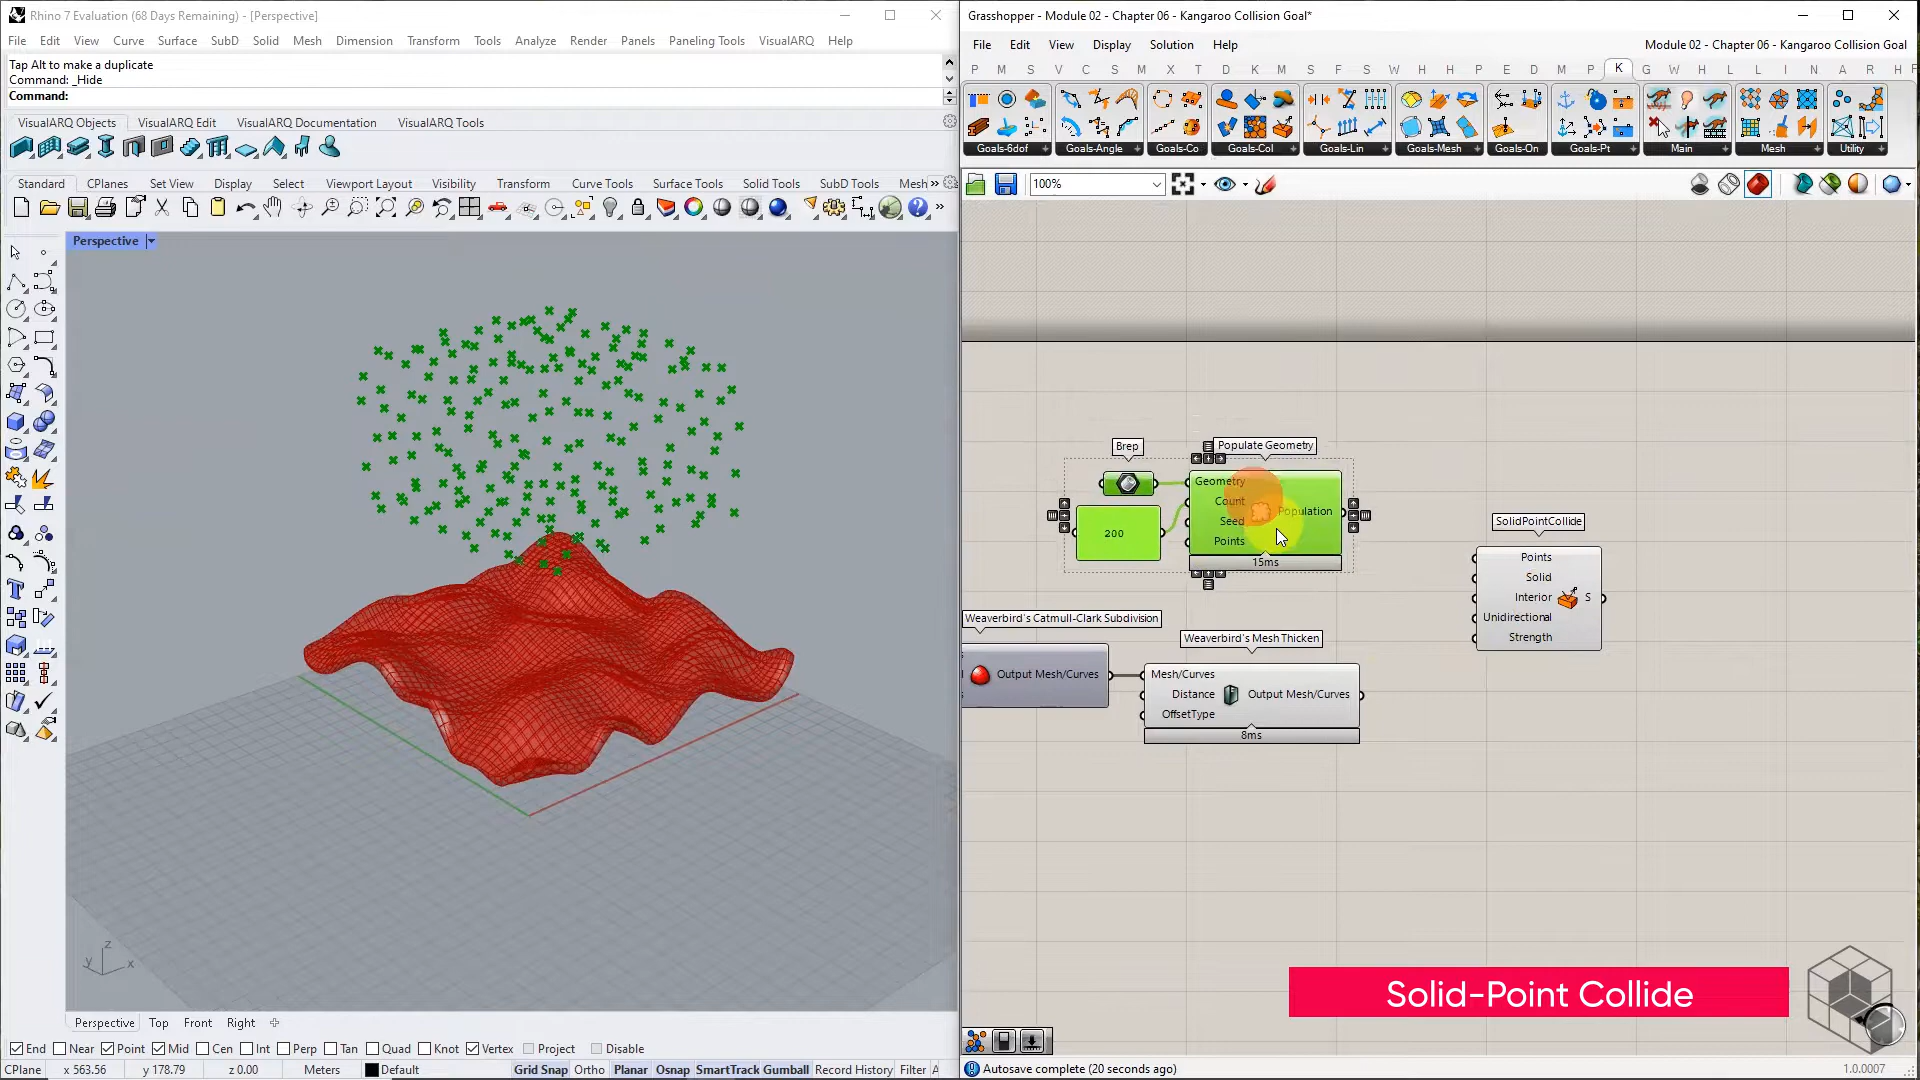 Rhino 7 Evaluation (68 Days Remaining) - [Perspective]
File Edit View Curve Surface SubD Solid Mesh Dimension Transform Tools Analyze Render Panels Paneling Tools VisualARQ Help
Tap Alt to make a duplicate
Command: _Hide
Command:
VisualARQ Objects VisualARQ Edit VisualARQ Documentation VisualARQ Tools
Standard CPlanes Set View Display Select Viewport Layout Visibility Transform Curve Tools Surface Tools Solid Tools SubD Tools Mesh »
Perspective
z
y
x
Perspective Top Front Right
End Near Point Mid Cen Int Perp Tan Quad Knot Vertex Project Disable
CPlane x 563.56 y 178.79 z 0.00 Meters Default Grid Snap Ortho Planar Osnap SmartTrack Gumball Record History Filter A
Grasshopper - Module 02 - Chapter 06 - Kangaroo Collision Goal*
File Edit View Display Solution Help
Module 02 - Chapter 06 - Kangaroo Collision Goal
P M S V C S M X T D K M S F S W H H P E D M P K G W H L L I N A R H
Goals-6dof Goals-Angle Goals-Co Goals-Col Goals-Lin Goals-Mesh Goals-On Goals-Pt Main Mesh Utility
100%
Brep
Populate Geometry
Geometry
Count
Seed
Points
Population
15ms
200
SolidPointCollide
Points
Solid
Interior
Unidirectional
Strength
S
Weaverbird's Catmull-Clark Subdivision
Output Mesh/Curves
Weaverbird's Mesh Thicken
Mesh/Curves
Distance
OffsetType
Output Mesh/Curves
8ms
Solid-Point Collide
Autosave complete (20 seconds ago)
1.0.0007